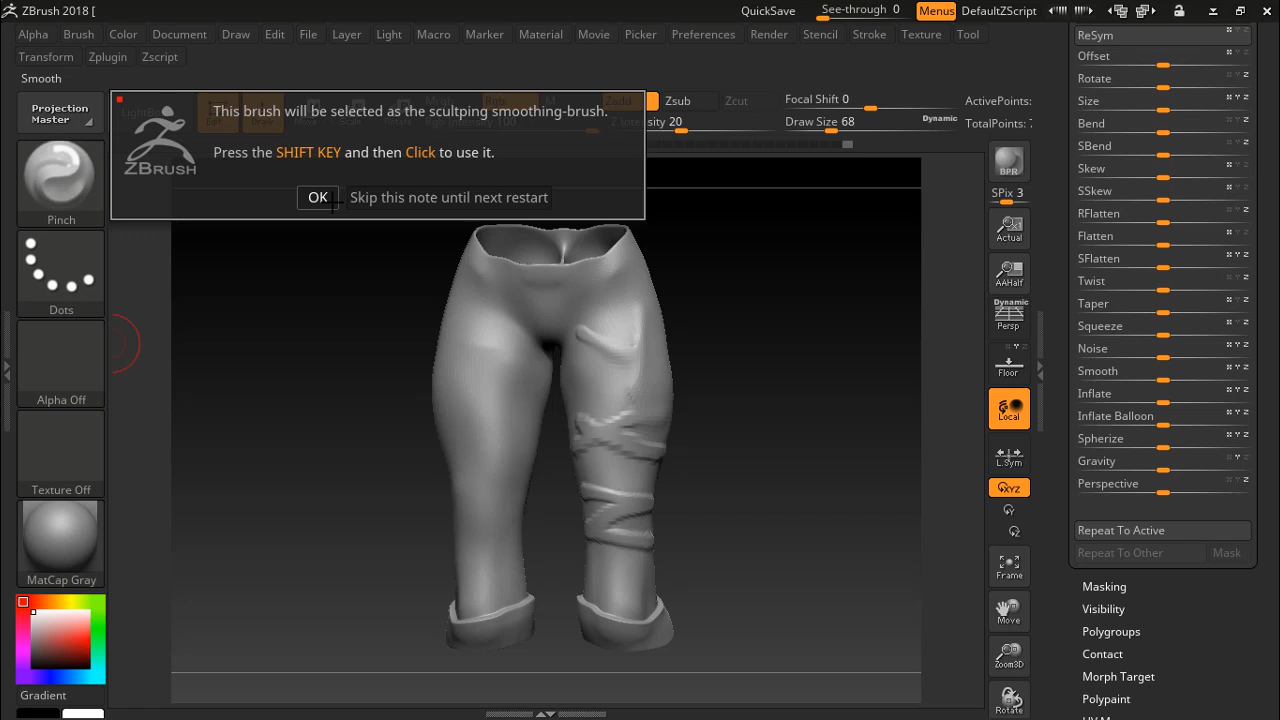 ZBrush 2018 [
QuickSave
See-through 0
Menus
DefaultZScript
Alpha
Brush
Color
Document
Draw
Edit
File
Layer
Light
Macro
Marker
Material
Movie
Picker
Preferences
Render
Stencil
Stroke
Texture
Tool
Transform
Zplugin
Zscript
Smooth
Projection
Master
This brush will be selected as the scultping smoothing-brush.
Press the SHIFT KEY and then Click to use it.
OK
Skip this note until next restart
ZBRUSH
Zsub
Zcut
Focal Shift 0
ActivePoints:
Draw Size 68
Dynamic
TotalPoints: 7
Pinch
Dots
Alpha Off
Texture Off
MatCap Gray
Gradient
BPR
SPix 3
Actual
AAHalf
Dynamic
Persp
Floor
Local
L.Sym
XYZ
Y
Z
Frame
Move
Zoom3D
Rotate
ReSym
Offset
Rotate
Size
Bend
SBend
Skew
SSkew
RFlatten
Flatten
SFlatten
Twist
Taper
Squeeze
Noise
Smooth
Inflate
Inflate Balloon
Spherize
Gravity
Perspective
Repeat To Active
Repeat To Other
Mask
Masking
Visibility
Polygroups
Contact
Morph Target
Polypaint